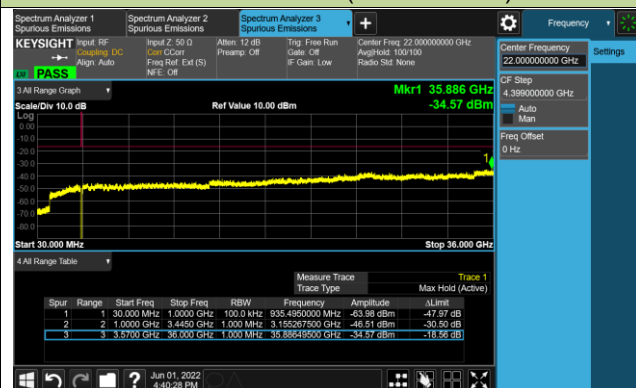 Spectrum Analyzer 1
Spurious Emissions
Spectrum Analyzer 2
Spurious Emissions
Spectrum Analyzer 3
Spurious Emissions
Frequency
KEYSIGHT
Input: RF
Coupling: DC
Align: Auto
Input Z: 50 Ω
Corr CCorr
Freq Ref: Ext (S)
NFE: Off
Atten: 12 dB
Preamp: Off
Trig: Free Run
Gate: Off
IF Gain: Low
Center Freq: 22.000000000 GHz
Avg|Hold: 100/100
Radio Std: None
PASS
Center Frequency
22.00000000 GHz
Settings
CF Step
4.399000000 GHz
Auto
Man
Freq Offset
0 Hz
3 All Range Graph
Mkr1 35.886 GHz
-34.57 dBm
Scale/Div 10.0 dB
Ref Value 10.00 dBm
Log
0.00
-10.0
-20.0
-30.0
-40.0
-50.0
-60.0
-70.0
-80.0
1
Start 30.000 MHz
Stop 36.000 GHz
4 All Range Table
Measure Trace Trace 1
Trace Type Max Hold (Active)
Spur Range Start Freq Stop Freq RBW Frequency Amplitude ΔLimit
1 1 30.000 MHz 1.0000 GHz 100.0 kHz 935.4950000 MHz -63.98 dBm -47.97 dB
2 2 1.0000 GHz 3.4450 GHz 1.000 MHz 3.155267500 GHz -46.51 dBm -30.50 dB
3 3 3.5700 GHz 36.000 GHz 1.000 MHz 35.88649500 GHz -34.57 dBm -18.56 dB
Jun 01, 2022
4:40:28 PM